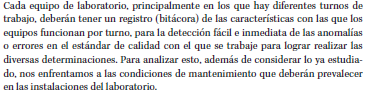 Cada equipo de laboratorio, principalmente en los que hay diferentes turnos de
trabajo, deberán tener un registro (bitácora) de las características con las que los
equipos funcionan por turno, para la detección fácil e inmediata de las anomalías
o errores en el estándar de calidad con el que se trabaje para lograr realizar las
diversas determinaciones. Para analizar esto, además de considerar lo ya estudia-
do, nos enfrentamos a las condiciones de mantenimiento que deberán prevalecer
en las instalaciones del laboratorio.